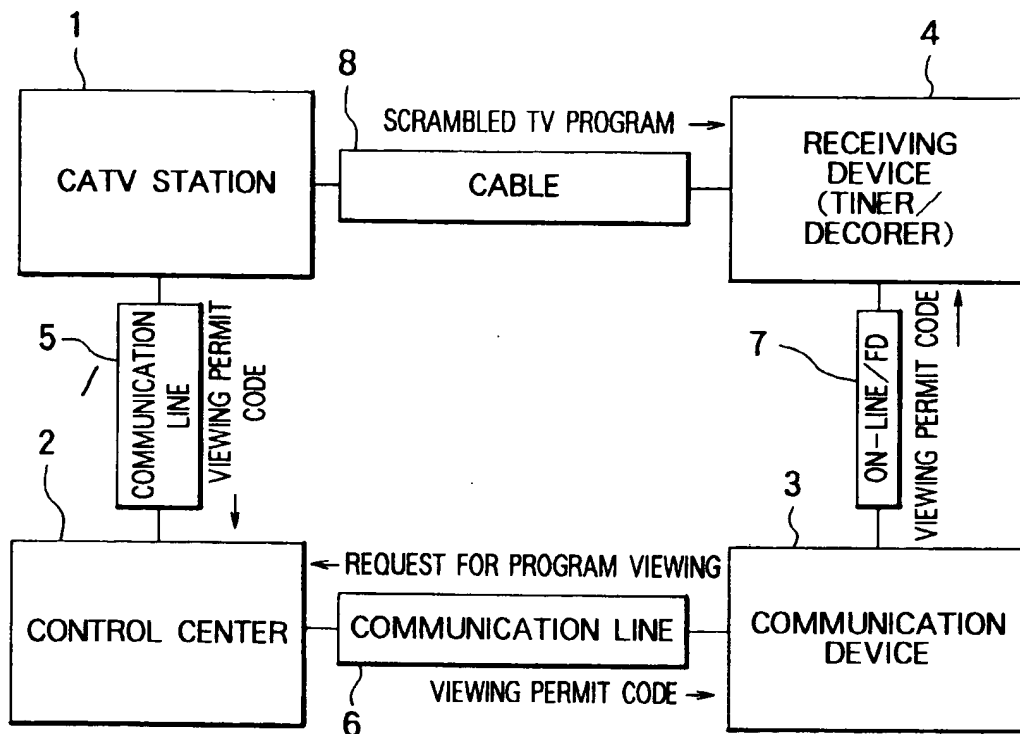 1
8
4
SCRAMBLED TV PROGRAM →
CATV STATION
CABLE
RECEIVING
DEVICE
(TINER/
DECORER)
5
COMMUNICATION
LINE
VIEWING PERMIT
CODE
7
ON-LINE/FD
VIEWING PERMIT CODE
2
3
← REQUEST FOR PROGRAM VIEWING
CONTROL CENTER
COMMUNICATION LINE
COMMUNICATION
DEVICE
VIEWING PERMIT CODE →
6